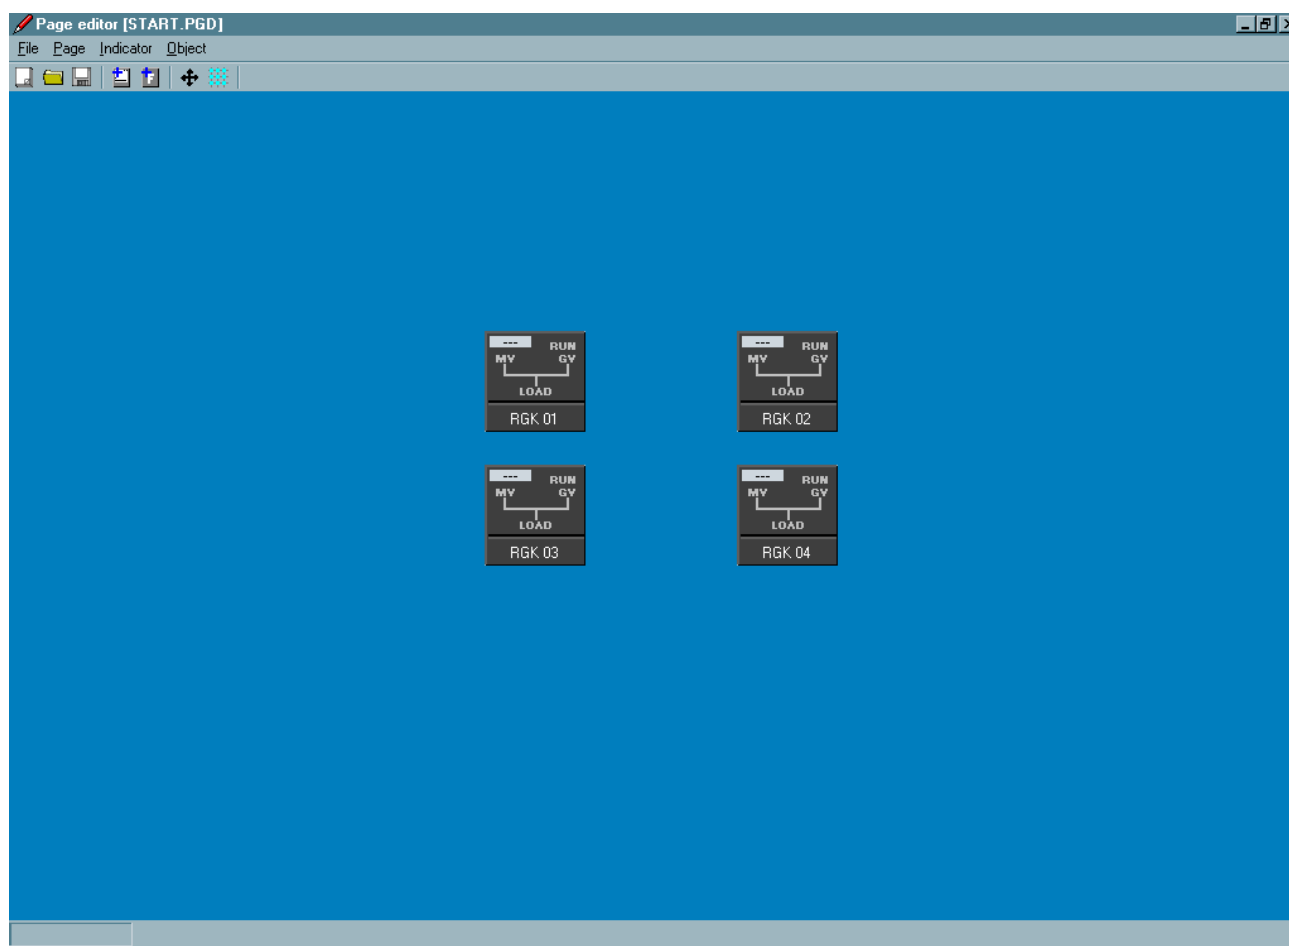 Page editor [START.PGD]
File Page Indicator Object
--- RUN
MV GV
LOAD
RGK 01
--- RUN
MV GV
LOAD
RGK 02
--- RUN
MV GV
LOAD
RGK 03
--- RUN
MV GV
LOAD
RGK 04